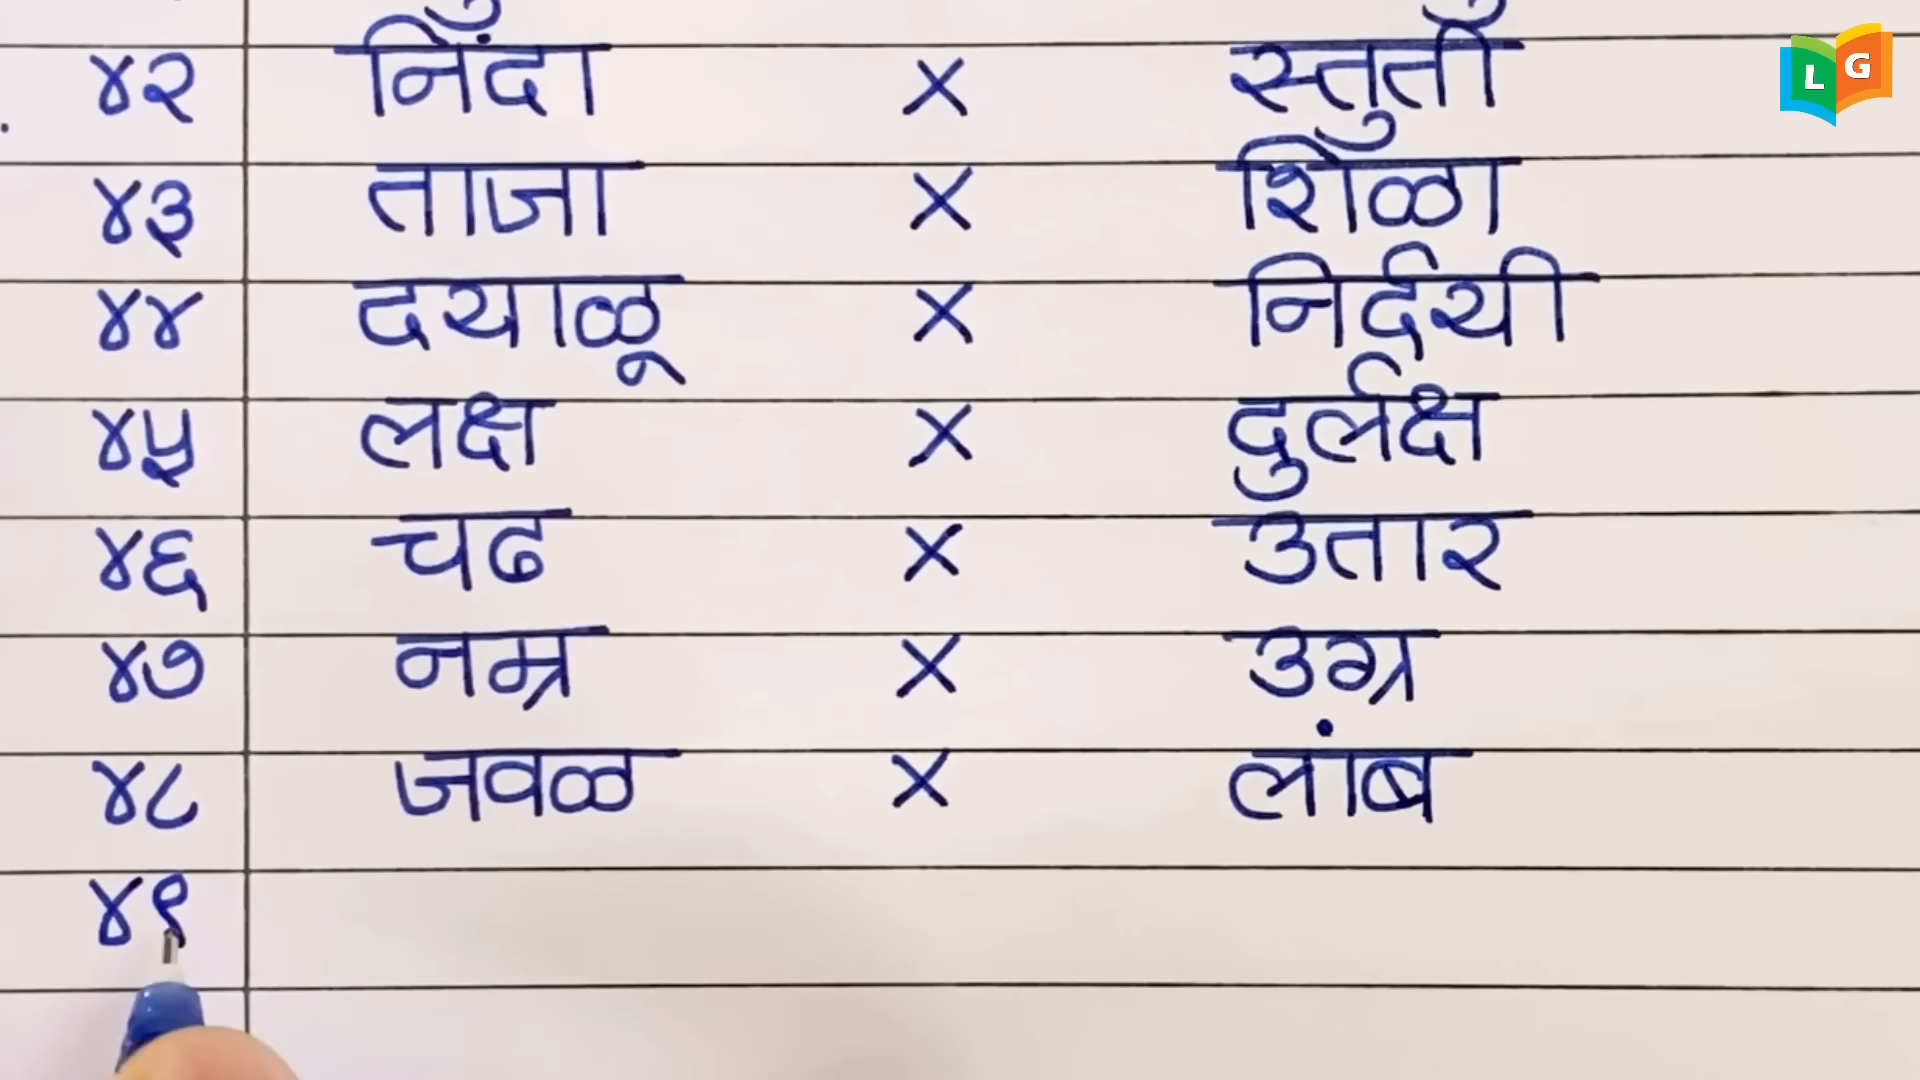 ४२ निंदा × स्तुती
४३ ताजा × शिळा
४४ दयाळू × निर्दयी
४५ लक्ष × दुर्लक्ष
४६ चढ × उतार
४७ नम्र × उग्र
४८ जवळ × लांब
४९
LG